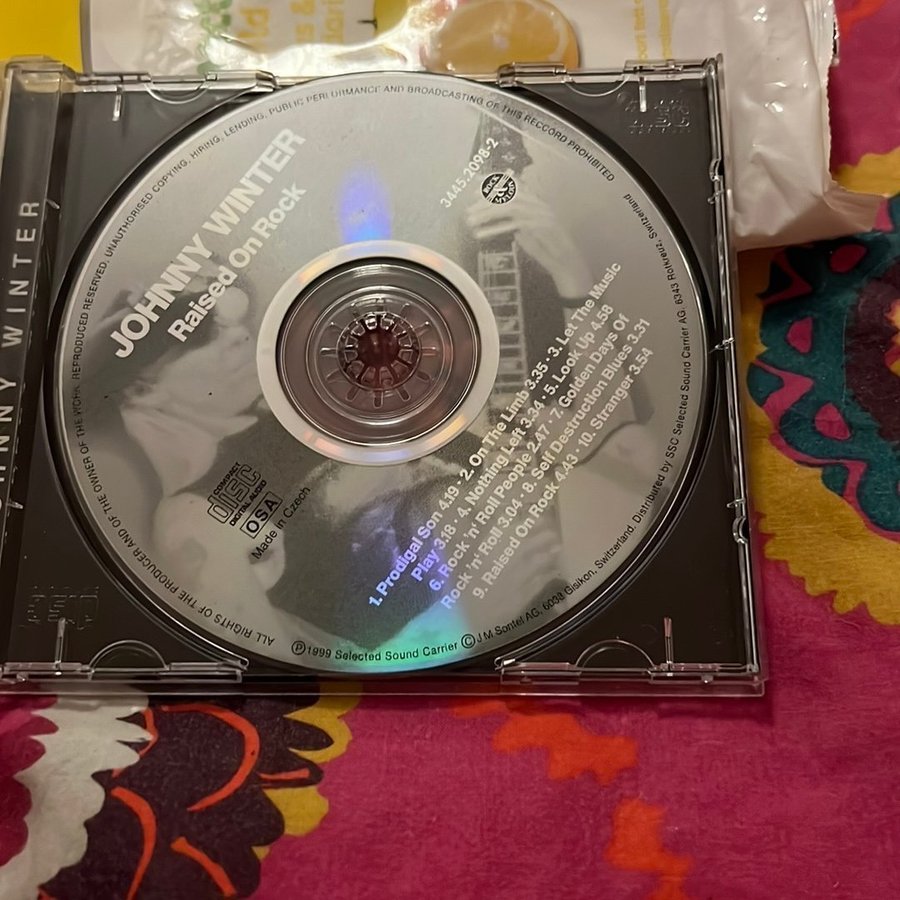 JOHNNY WINTER
Raised On Rock
3445.2098-2
ALL RIGHTS OF THE PRODUCER AND OF THE OWNER OF THE WORK REPRODUCED RESERVED. UNAUTHORISED COPYING, HIRING, LENDING, PUBLIC PERFORMANCE AND BROADCASTING OF THIS RECCORD PROHIBITED
COMPACT
DISC
DIGITAL AUDIO
OSA
Made in Czech
1. Prodigal Son 4.19 · 2. On The Limb 3.35 · 3. Let The Music
Play 3.18 · 4. Nothing Left 3.34 · 5. Look Up 4.58
6. Rock 'n' Roll People 2.47 · 7. Golden Days Of
Rock 'n' Roll 3.04 · 8. Self Destruction Blues 3.31
9. Raised On Rock 4.43 · 10. Stranger 3.54
Ⓟ1999 Selected Sound Carrier Ⓒ J M Sontel AG, 6038 Gisikon, Switzerland. Distributed by SSC Selected Sound Carrier AG, 6343 Rotkreuz, Switzerland
WINTER